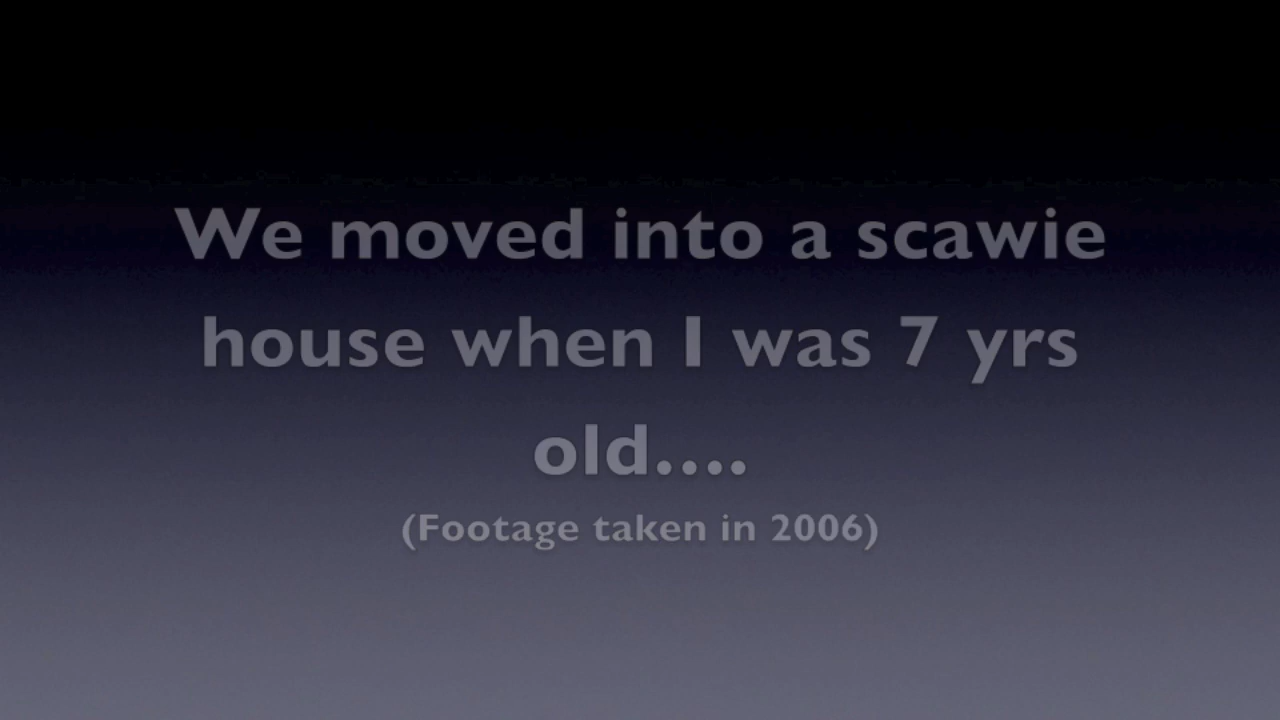 We moved into a scawie
house when I was 7 yrs
old....
(Footage taken in 2006)